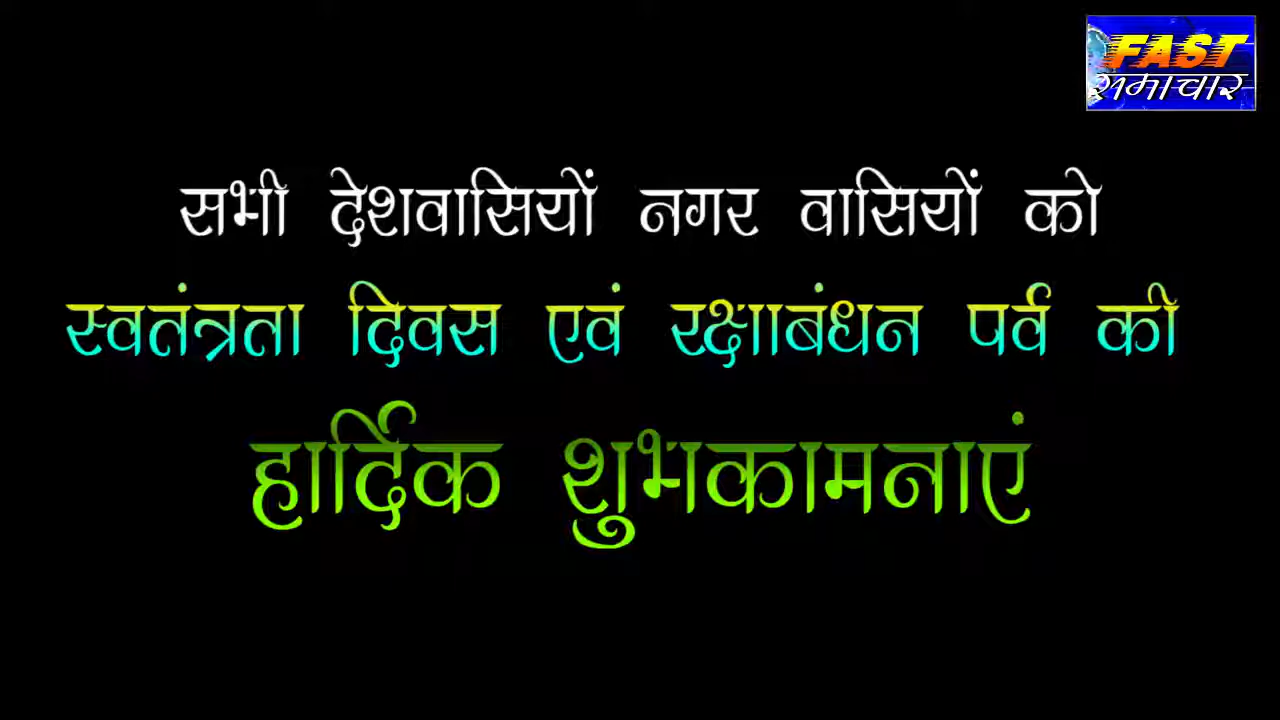 FAST
समाचार
सभी देशवासियों नगर वासियों को
स्वतंत्रता दिवस एवं रक्षाबंधन पर्व की
हार्दिक शुभकामनाएं